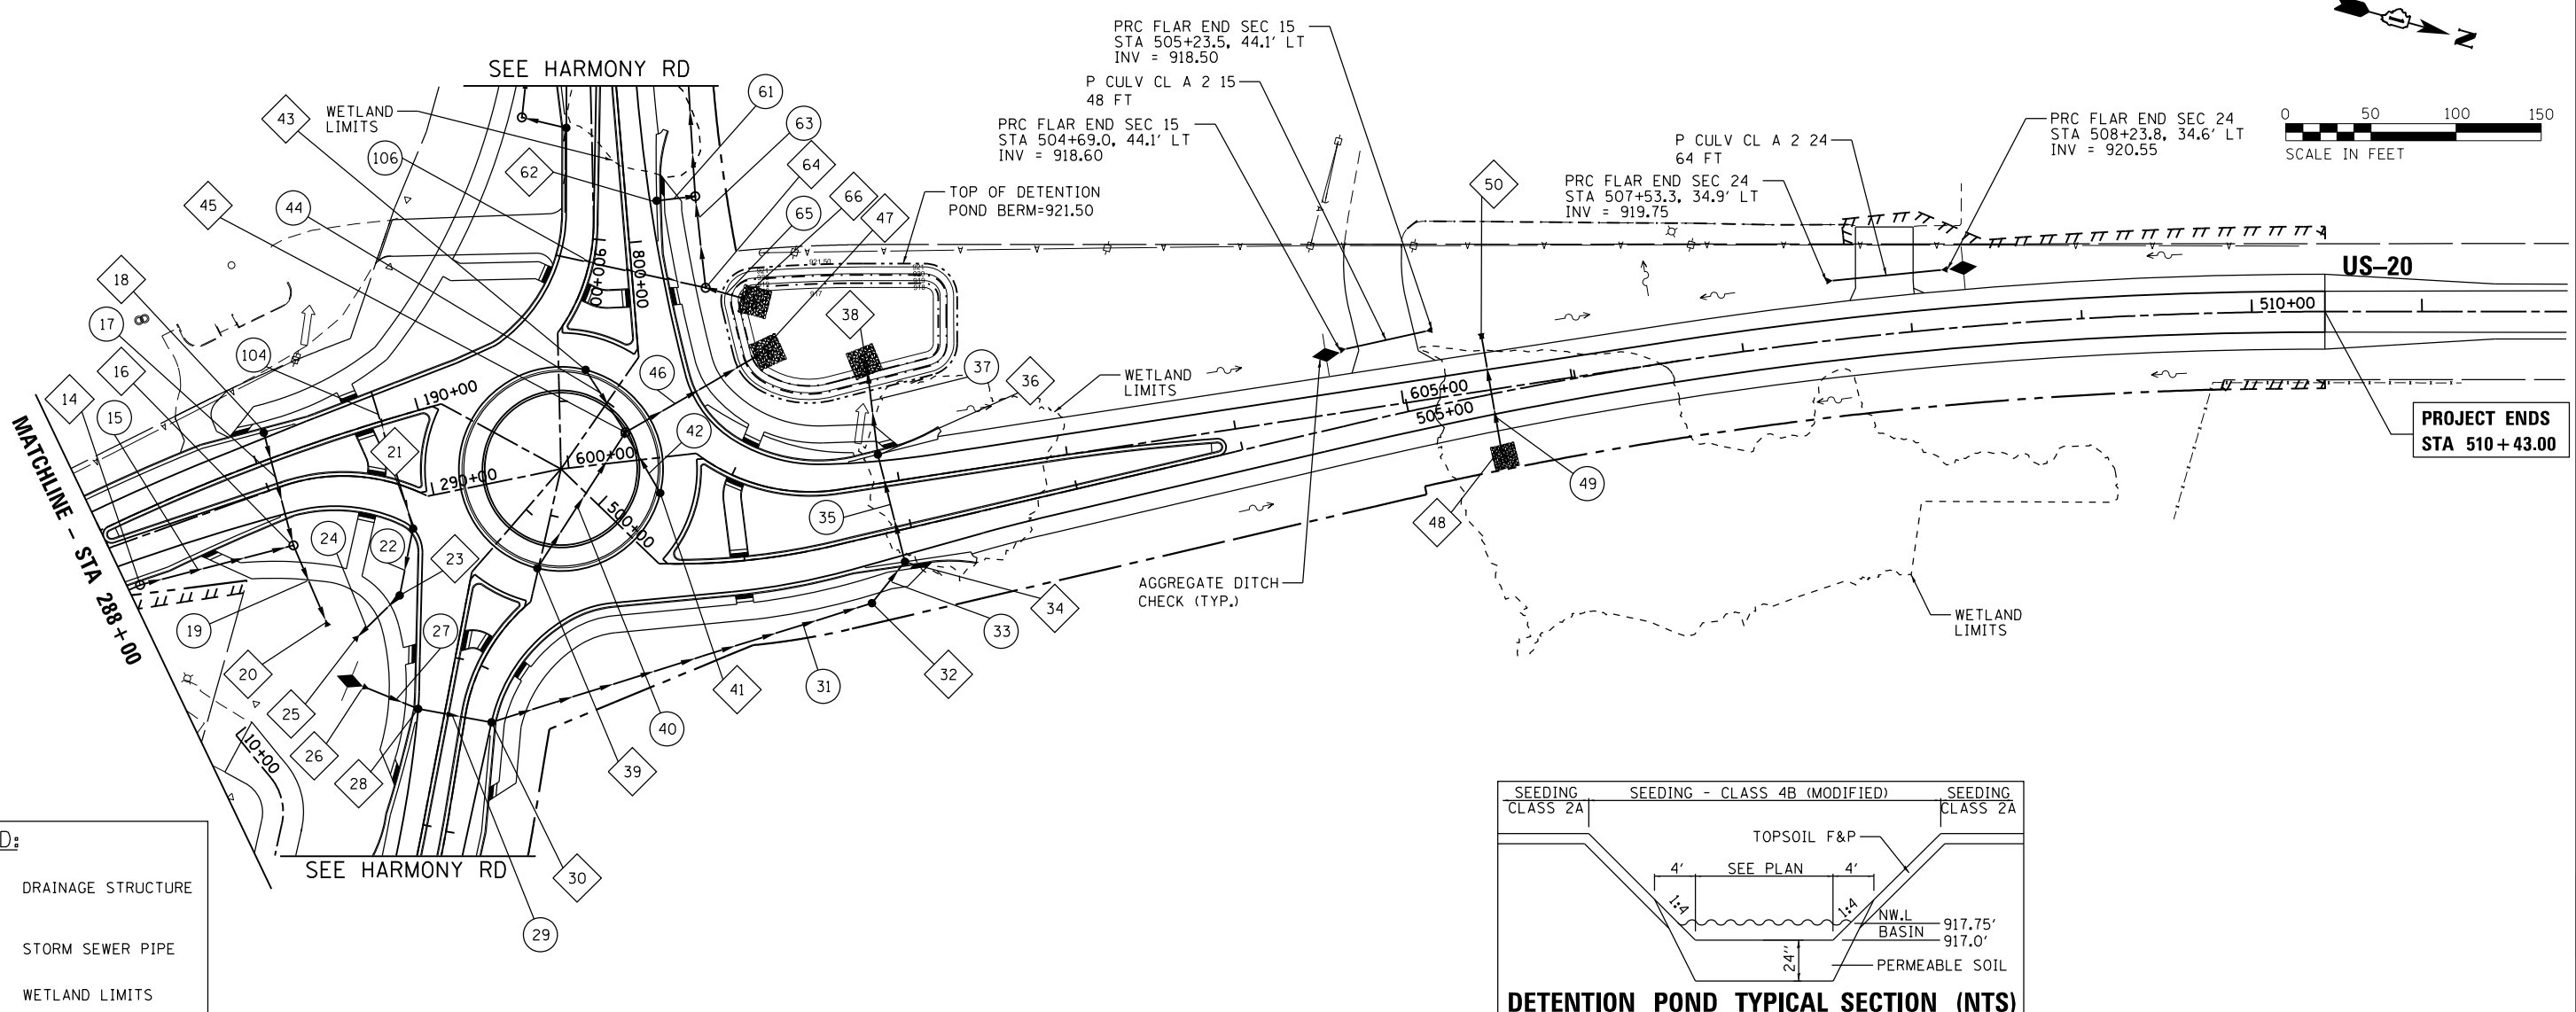 PRC FLAR END SEC 15
STA 505+23.5, 44.1' LT
INV = 918.50
P CULV CL A 2 15
48 FT
PRC FLAR END SEC 15
STA 504+69.0, 44.1' LT
INV = 918.60
P CULV CL A 2 24
64 FT
PRC FLAR END SEC 24
STA 507+53.3, 34.9' LT
INV = 919.75
PRC FLAR END SEC 24
STA 508+23.8, 34.6' LT
INV = 920.55
N
0 50 100 150
SCALE IN FEET
SEE HARMONY RD
WETLAND
LIMITS
TOP OF DETENTION
POND BERM=921.50
43
106
62
61
63
64
65
66
47
45
44
18
17
16
14
15
104
21
46
42
38
37
36
35
50
49
48
24
22
23
19
20
25
26
27
28
29
30
31
32
33
34
39
40
41
900+00
800+00
190+00
290+00
600+00
500+00
605+00
505+00
510+00
10+00
921.50
917
US-20
PROJECT ENDS
STA 510+43.00
WETLAND
LIMITS
AGGREGATE DITCH
CHECK (TYP.)
WETLAND
LIMITS
MATCHLINE - STA 288+00
SEE HARMONY RD
D:
DRAINAGE STRUCTURE
STORM SEWER PIPE
WETLAND LIMITS
SEEDING
CLASS 2A
SEEDING - CLASS 4B (MODIFIED)
SEEDING
CLASS 2A
TOPSOIL F&P
4' SEE PLAN 4'
1:4
1:4
NW.L 917.75'
BASIN 917.0'
24"
PERMEABLE SOIL
DETENTION POND TYPICAL SECTION (NTS)